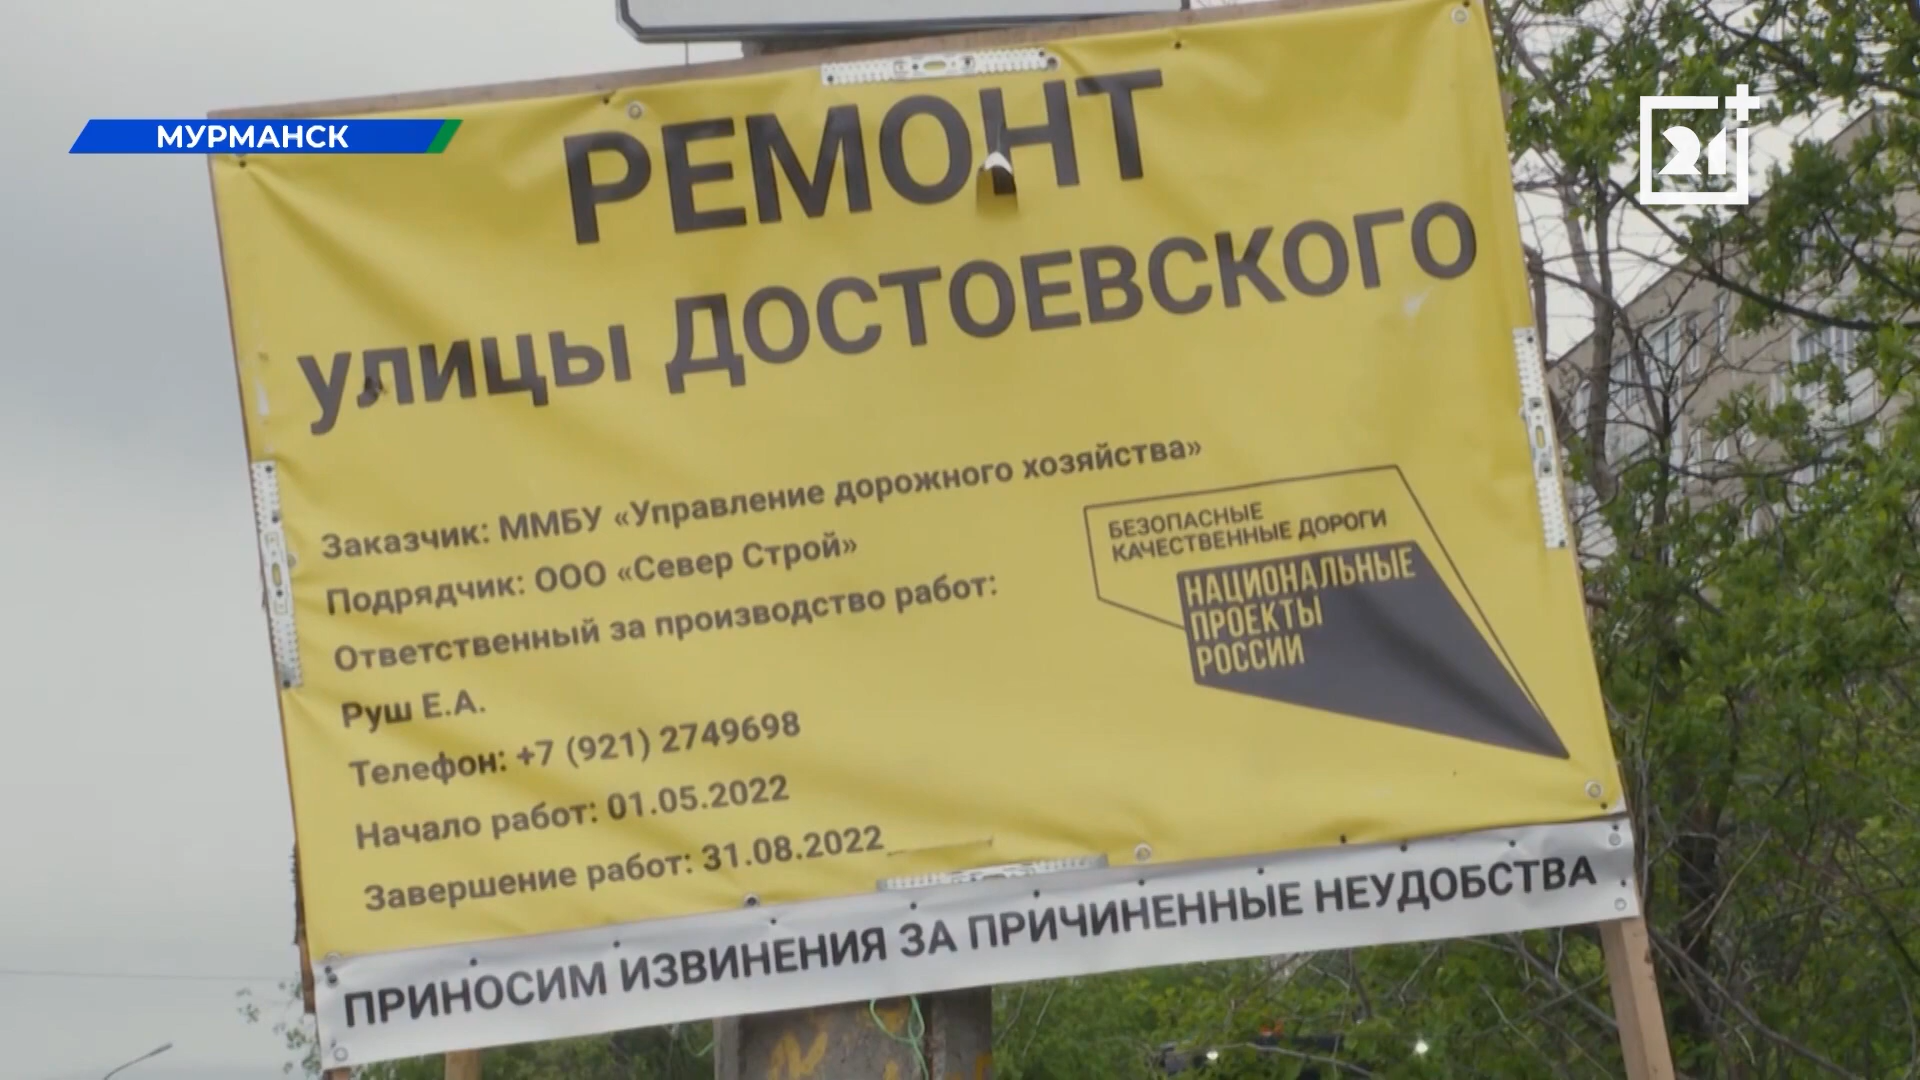 МУРМАНСК
21+
РЕМОНТ
улицы ДОСТОЕВСКОГО
Заказчик: ММБУ «Управление дорожного хозяйства»
Подрядчик: ООО «Север Строй»
Ответственный за производство работ:
Руш Е.А.
Телефон: +7 (921) 2749698
Начало работ: 01.05.2022
Завершение работ: 31.08.2022
БЕЗОПАСНЫЕ
КАЧЕСТВЕННЫЕ ДОРОГИ
НАЦИОНАЛЬНЫЕ
ПРОЕКТЫ
РОССИИ
ПРИНОСИМ ИЗВИНЕНИЯ ЗА ПРИЧИНЕННЫЕ НЕУДОБСТВА